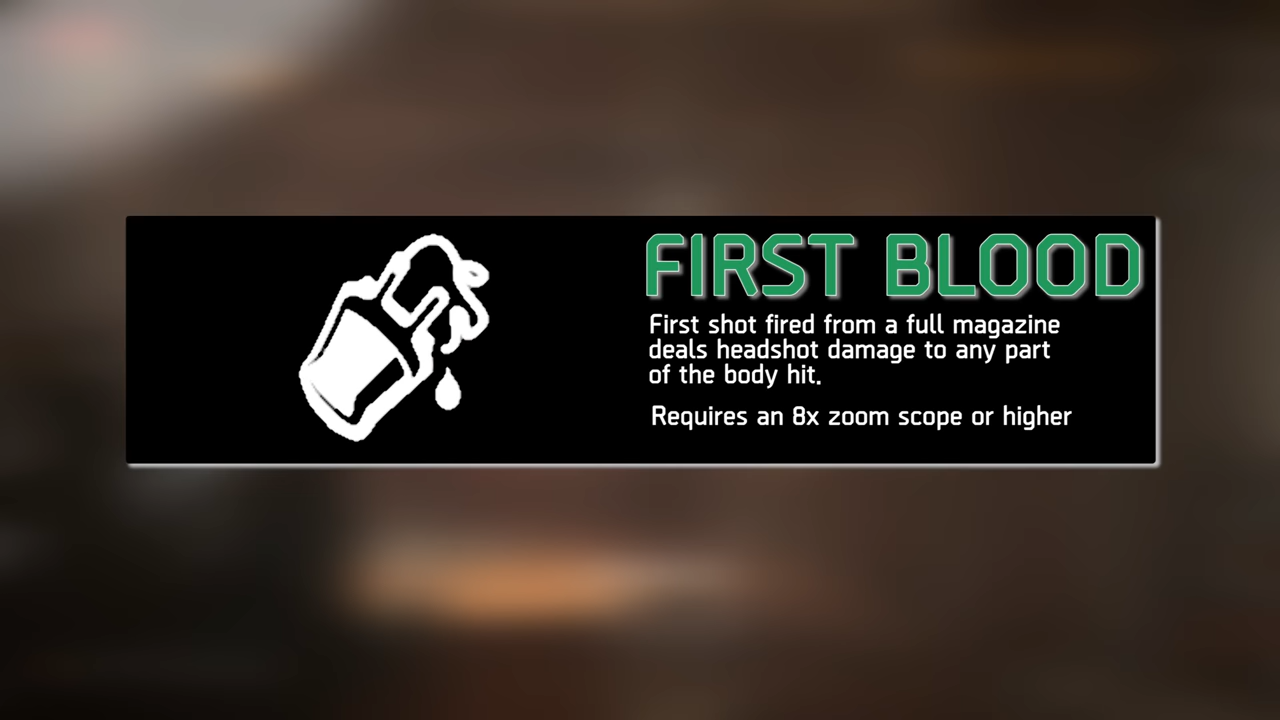 FIRST BLOOD
First shot fired from a full magazine
deals headshot damage to any part
of the body hit.
Requires an 8x zoom scope or higher